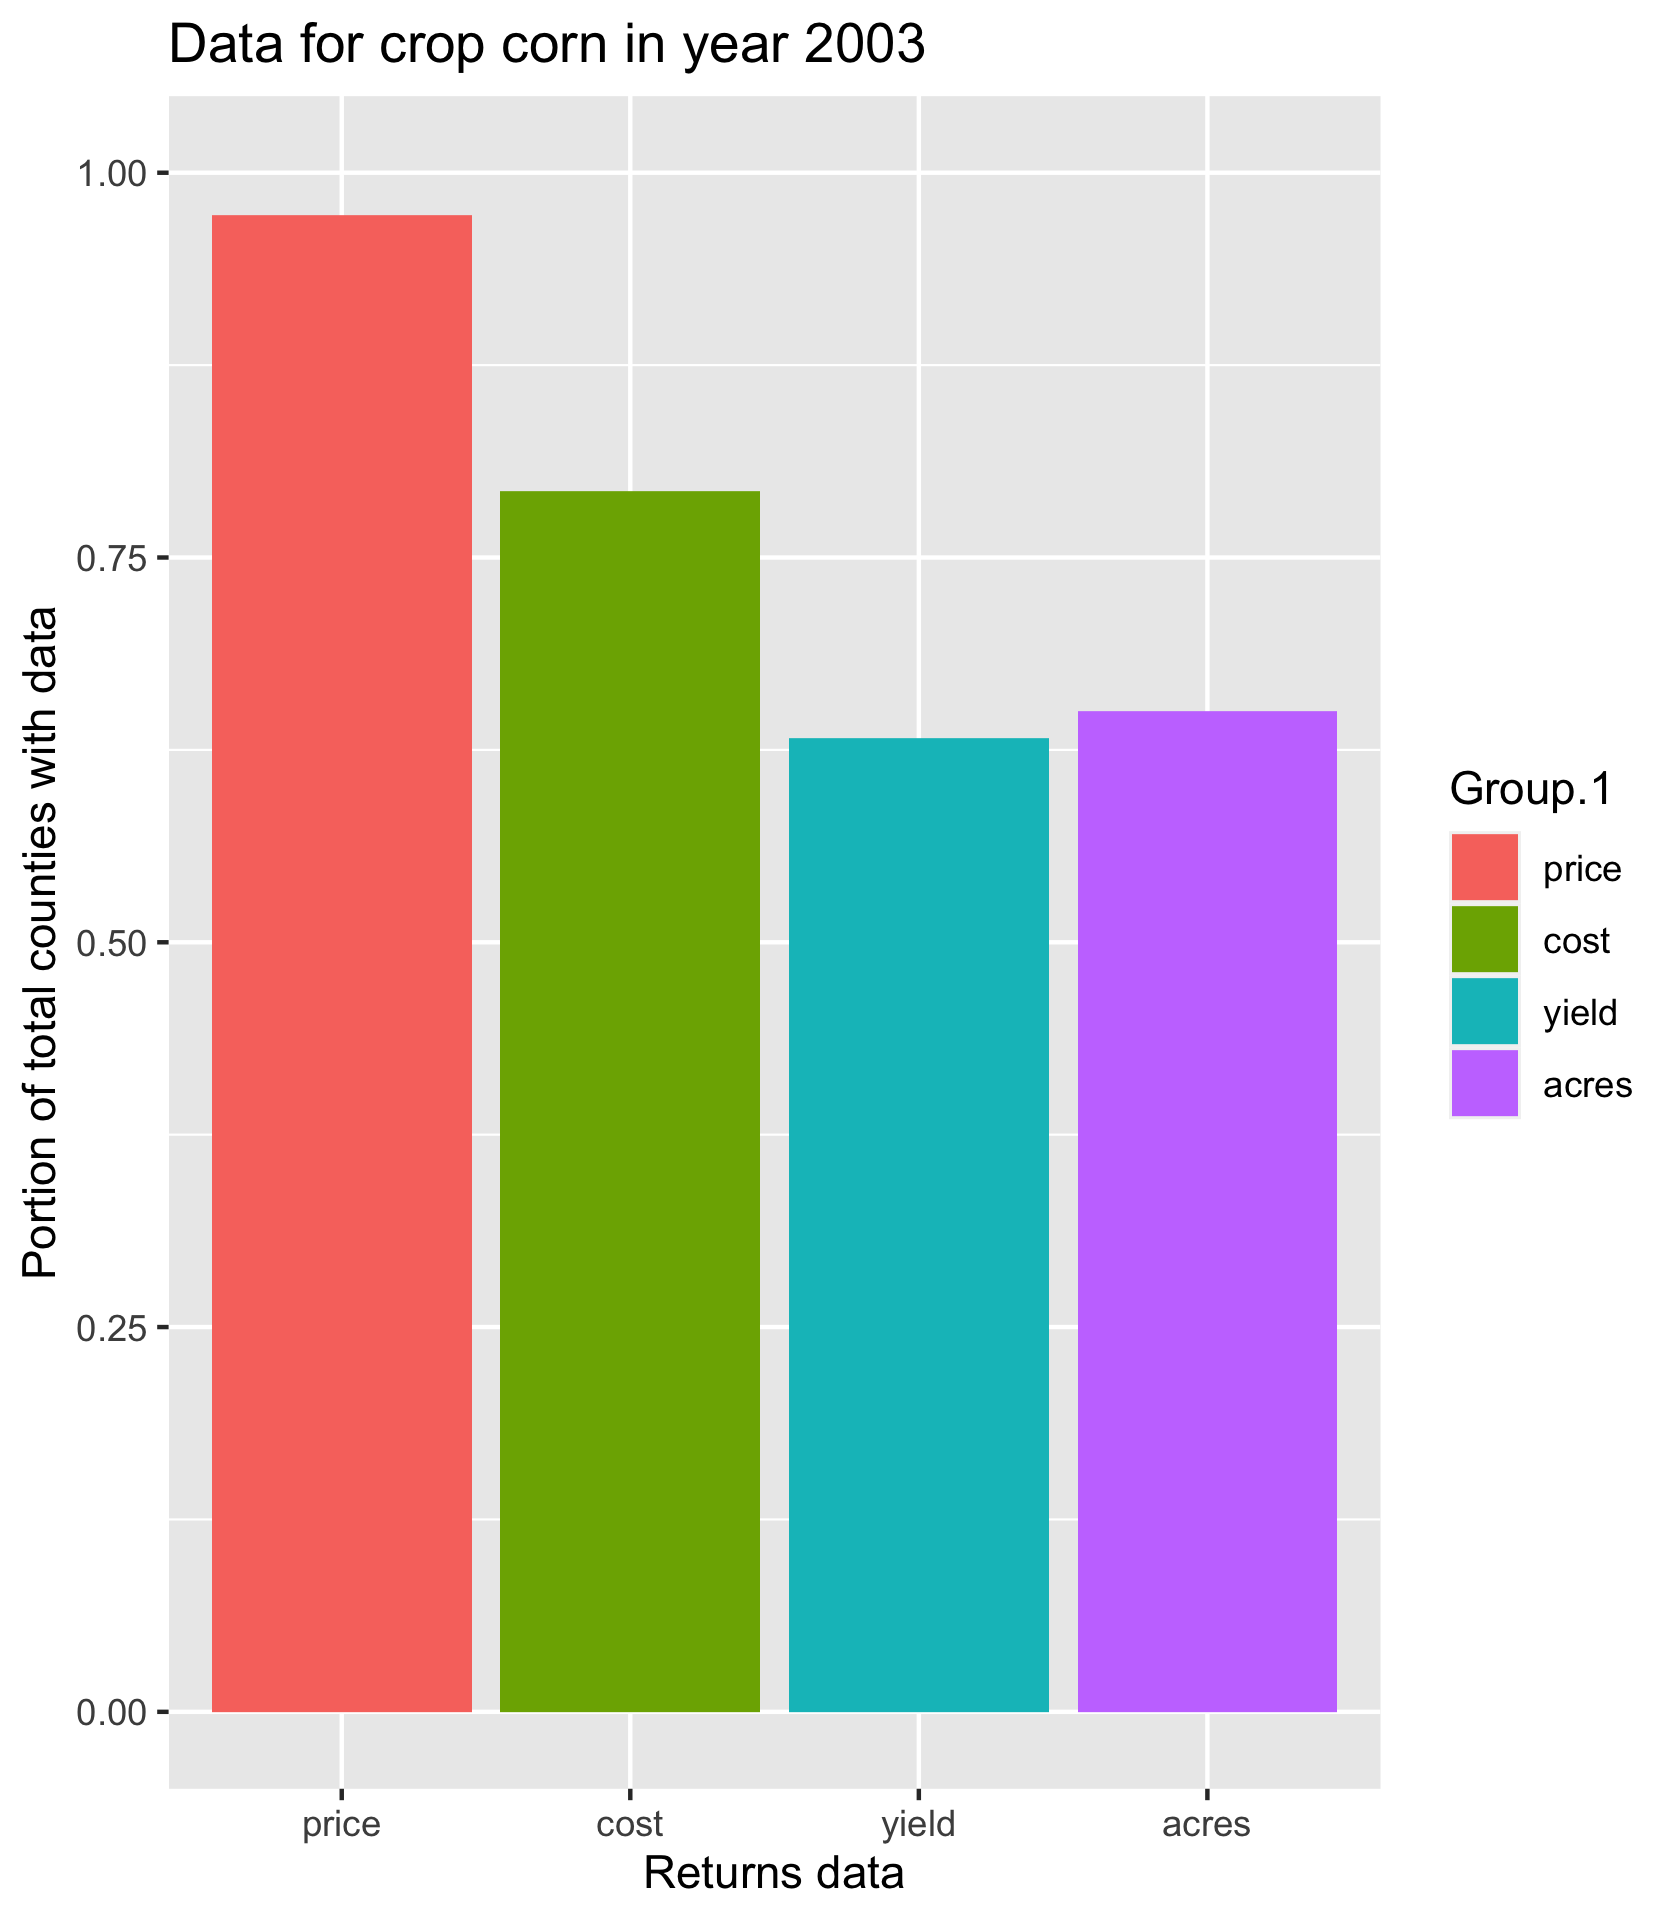 Data for crop corn in year 2003
Portion of total counties with data
1.00
0.75
0.50
0.25
0.00
price
cost
yield
acres
Returns data
Group.1
price
cost
yield
acres